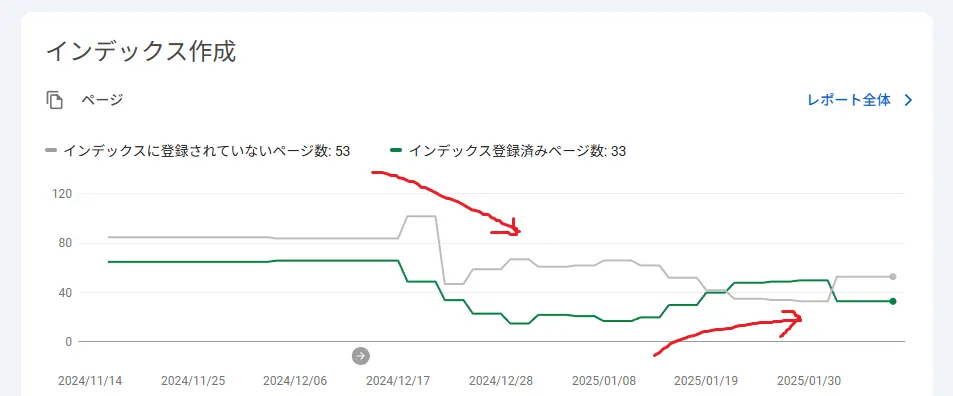 インデックス作成
ページ
レポート全体
インデックスに登録されていないページ数: 53
インデックス登録済みページ数: 33
120
80
40
0
2024/11/14 2024/11/25 2024/12/06 2024/12/17 2024/12/28 2025/01/08 2025/01/19 2025/01/30